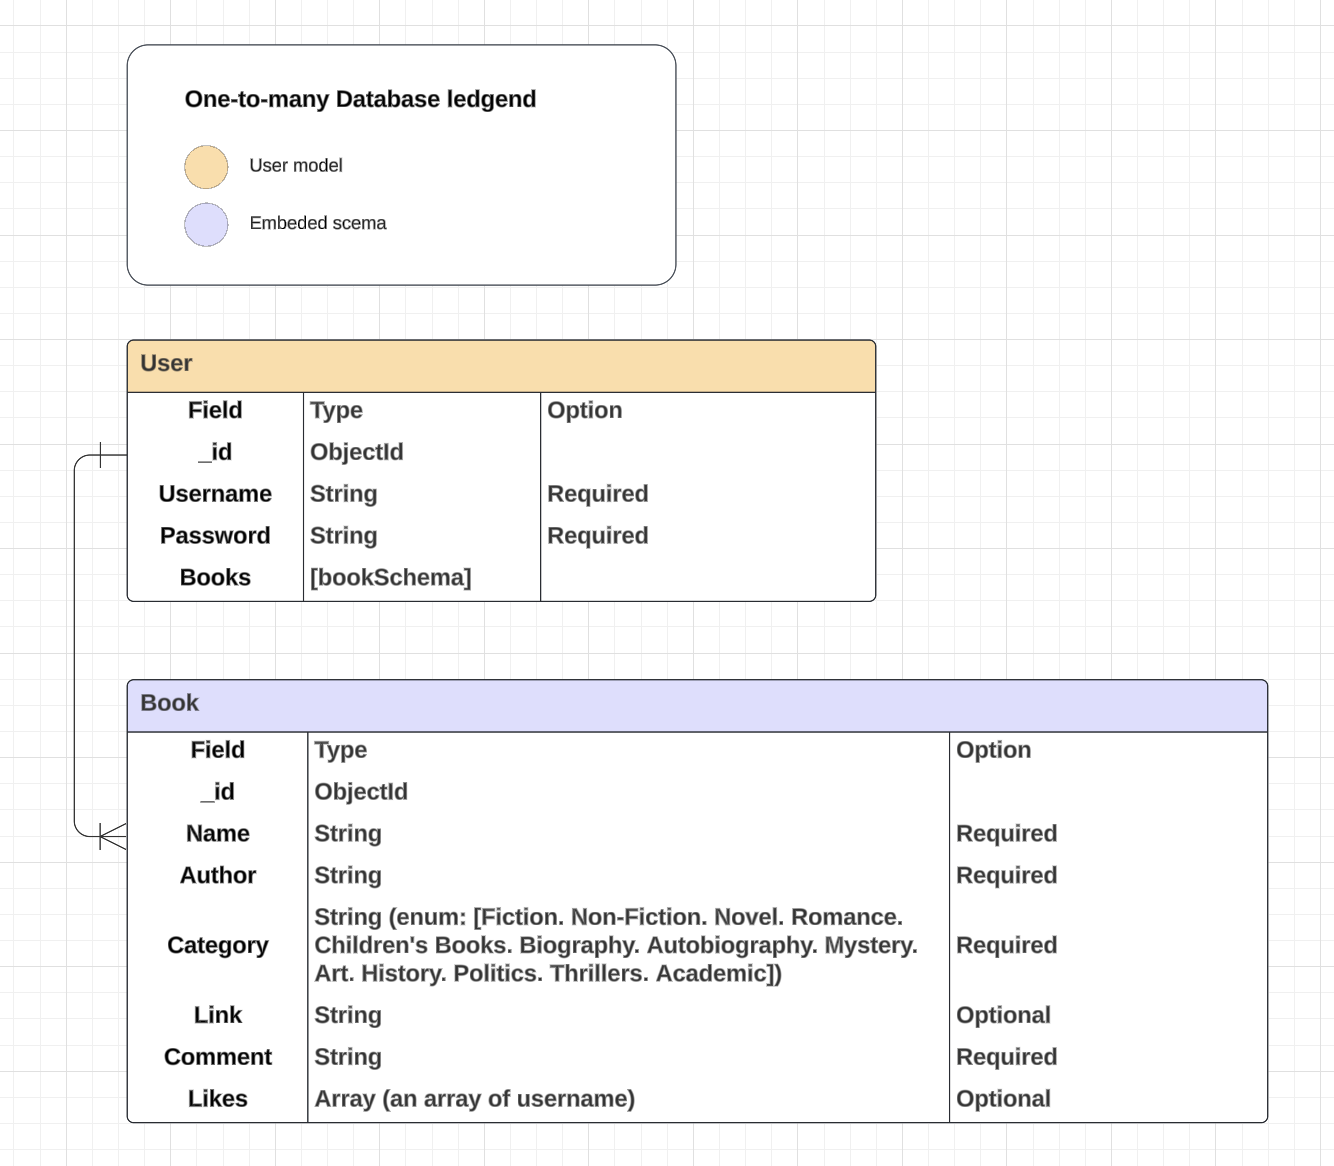 One-to-many Database ledgend
User model
Embeded scema
User
Field Type Option
_id ObjectId
Username String Required
Password String Required
Books [bookSchema]
Book
Field Type Option
_id ObjectId
Name String Required
Author String Required
String (enum: [Fiction. Non-Fiction. Novel. Romance.
Category Children's Books. Biography. Autobiography. Mystery. Required
Art. History. Politics. Thrillers. Academic])
Link String Optional
Comment String Required
Likes Array (an array of username) Optional